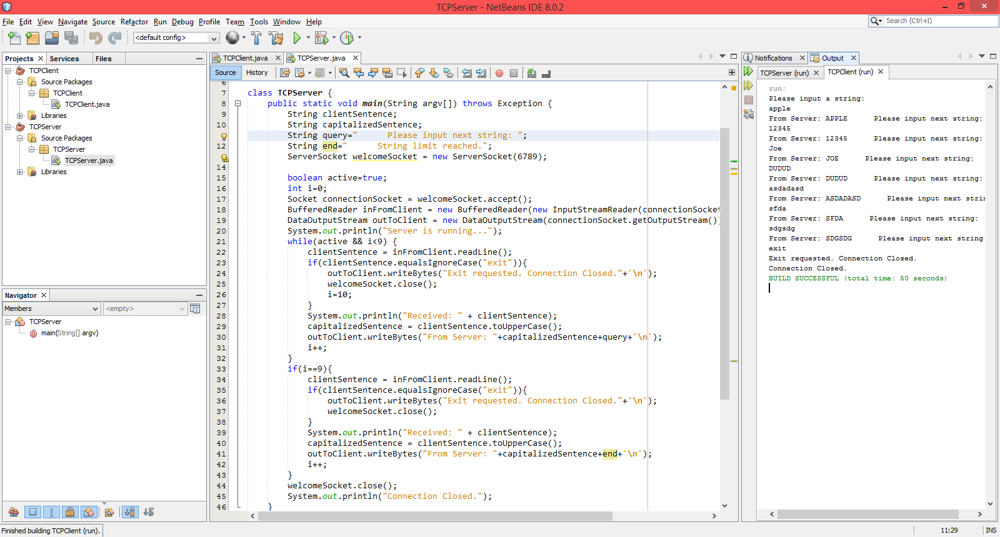 TCPServer - NetBeans IDE 8.0.2
File Edit View Navigate Source Refactor Run Debug Profile Team Tools Window Help
Search (Ctrl+I)
<default config>
Projects Services Files
TCPClient
Source Packages
TCPClient
TCPClient.java
Libraries
TCPServer
Source Packages
TCPServer
TCPServer.java
Libraries
Navigator
Members <empty>
TCPServer
main(String[] argv)
TCPClient.java TCPServer.java
Source History
6
7 class TCPServer {
8 public static void main(String argv[]) throws Exception {
9 String clientSentence;
10 String capitalizedSentence;
String query="      Please input next string: ";
12 String end="      String limit reached.";
ServerSocket welcomeSocket = new ServerSocket(6789);
14
15 boolean active=true;
16 int i=0;
17 Socket connectionSocket = welcomeSocket.accept();
18 BufferedReader inFromClient = new BufferedReader(new InputStreamReader(connectionSocket
19 DataOutputStream outToClient = new DataOutputStream(connectionSocket.getOutputStream())
20 System.out.println("Server is running...");
21 while(active && i<9) {
22 clientSentence = inFromClient.readLine();
23 if(clientSentence.equalsIgnoreCase("exit")){
24 outToClient.writeBytes("Exit requested. Connection Closed."+'\n');
25 welcomeSocket.close();
26 i=10;
27 }
28 System.out.println("Received: " + clientSentence);
29 capitalizedSentence = clientSentence.toUpperCase();
30 outToClient.writeBytes("From Server: "+capitalizedSentence+query+'\n');
31 i++;
32 }
33 if(i==9){
34 clientSentence = inFromClient.readLine();
35 if(clientSentence.equalsIgnoreCase("exit")){
36 outToClient.writeBytes("Exit requested. Connection Closed."+'\n');
37 welcomeSocket.close();
38 }
39 System.out.println("Received: " + clientSentence);
40 capitalizedSentence = clientSentence.toUpperCase();
41 outToClient.writeBytes("From Server: "+capitalizedSentence+end+'\n');
42 i++;
43 }
44 welcomeSocket.close();
45 System.out.println("Connection Closed.");
46 }
Notifications Output
TCPServer (run) TCPClient (run)
run:
Please input a string:
apple
From Server: APPLE      Please input next string:
12345
From Server: 12345      Please input next string:
Joe
From Server: JOE      Please input next string:
DUDUD
From Server: DUDUD      Please input next string:
asdadasd
From Server: ASDADASD      Please input next strin
sfda
From Server: SFDA      Please input next string:
sdgsdg
From Server: SDGSDG      Please input next string:
exit
Exit requested. Connection Closed.
Connection Closed.
BUILD SUCCESSFUL (total time: 50 seconds)
Finished building TCPClient (run).
11:29 INS